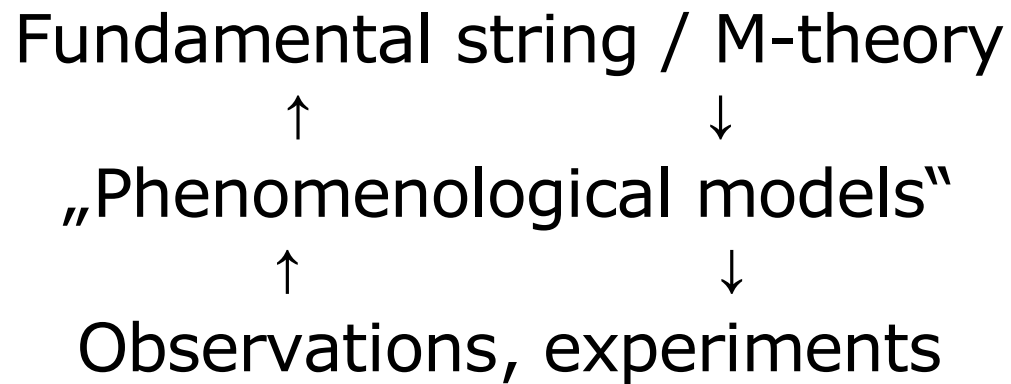 Fundamental string / M-theory
↑ ↓
„Phenomenological models“
↑ ↓
Observations, experiments